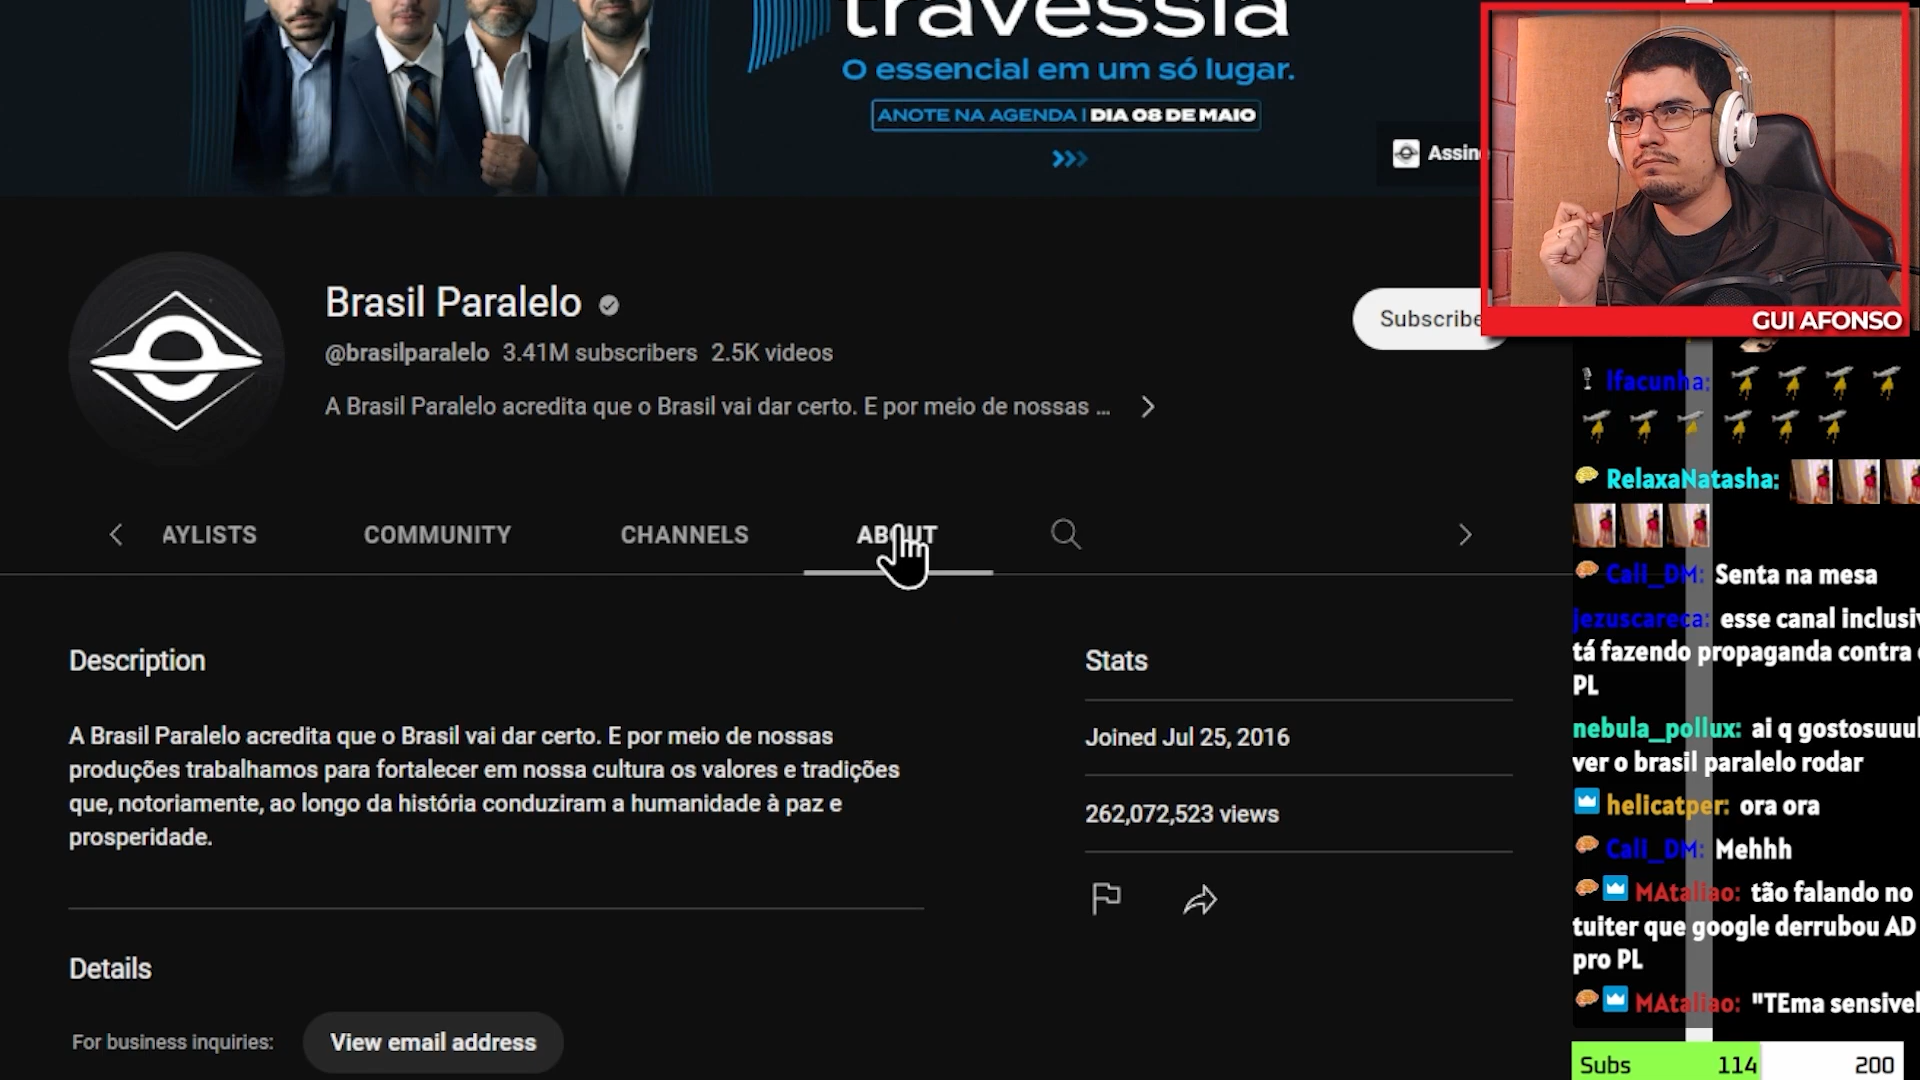 travessia
O essencial em um só lugar.
ANOTE NA AGENDA | DIA 08 DE MAIO
Assine
GUI AFONSO
Brasil Paralelo
@brasilparalelo 3.41M subscribers 2.5K videos
A Brasil Paralelo acredita que o Brasil vai dar certo. E por meio de nossas ...
Subscribe
AYLISTS
COMMUNITY
CHANNELS
ABOUT
Description
A Brasil Paralelo acredita que o Brasil vai dar certo. E por meio de nossas
produções trabalhamos para fortalecer em nossa cultura os valores e tradições
que, notoriamente, ao longo da história conduziram a humanidade à paz e
prosperidade.
Stats
Joined Jul 25, 2016
262,072,523 views
Details
For business inquiries:
View email address
lfacunha:
RelaxaNatasha:
Call_DM: Senta na mesa
jezuscareca: esse canal inclusiv
tá fazendo propaganda contra
PL
nebula_pollux: ai q gostosuuul
ver o brasil paralelo rodar
helicatper: ora ora
Call_DM: Mehhh
MAtaliao: tão falando no
tuiter que google derrubou AD
pro PL
MAtaliao: "TEma sensivel
Subs 114 200